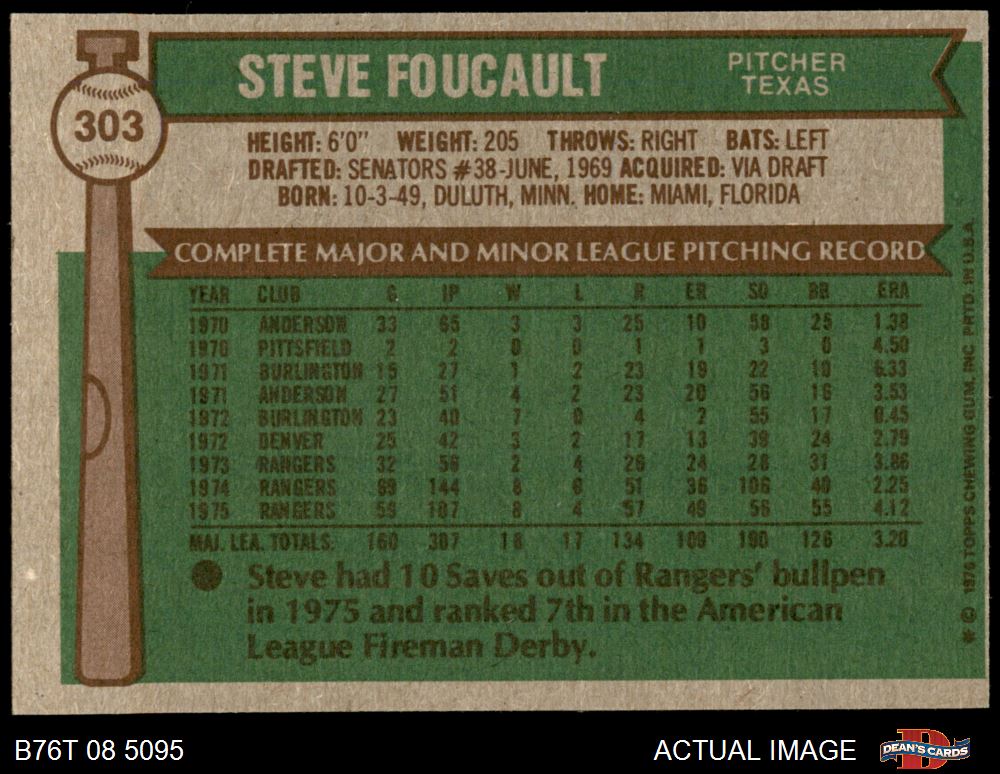 303
STEVE FOUCAULT
PITCHER
TEXAS
HEIGHT: 6'0" WEIGHT: 205 THROWS: RIGHT BATS: LEFT
DRAFTED: SENATORS #38-JUNE, 1969 ACQUIRED: VIA DRAFT
BORN: 10-3-49, DULUTH, MINN. HOME: MIAMI, FLORIDA
COMPLETE MAJOR AND MINOR LEAGUE PITCHING RECORD
YEAR CLUB G IP W L R ER SO BB ERA
1970 ANDERSON 33 65 3 3 25 10 58 25 1.38
1970 PITTSFIELD 2 2 0 0 1 1 3 0 4.50
1971 BURLINGTON 15 27 1 2 23 19 22 6.33
1971 ANDERSON 27 51 4 2 23 20 56 16 3.53
1972 BURLINGTON 23 40 7 0 4 2 55 17 0.45
1972 DENVER 25 42 3 2 17 13 39 24 2.79
1973 RANGERS 32 56 2 4 26 24 28 31 3.86
1974 RANGERS 69 144 8 51 36 106 40 2.25
1975 RANGERS 59 107 8 4 57 49 56 55 4.12
MAJ. LEA. TOTALS 160 307 18 17 134 109 190 126 3.20
● Steve had 10 Saves out of Rangers' bullpen
in 1975 and ranked 7th in the American
League Fireman Derby.
* © 1976 TOPPS CHEWING GUM, INC. PRTD. IN U.S.A.
B76T 08 5095
ACTUAL IMAGE
DEAN'S CARDS